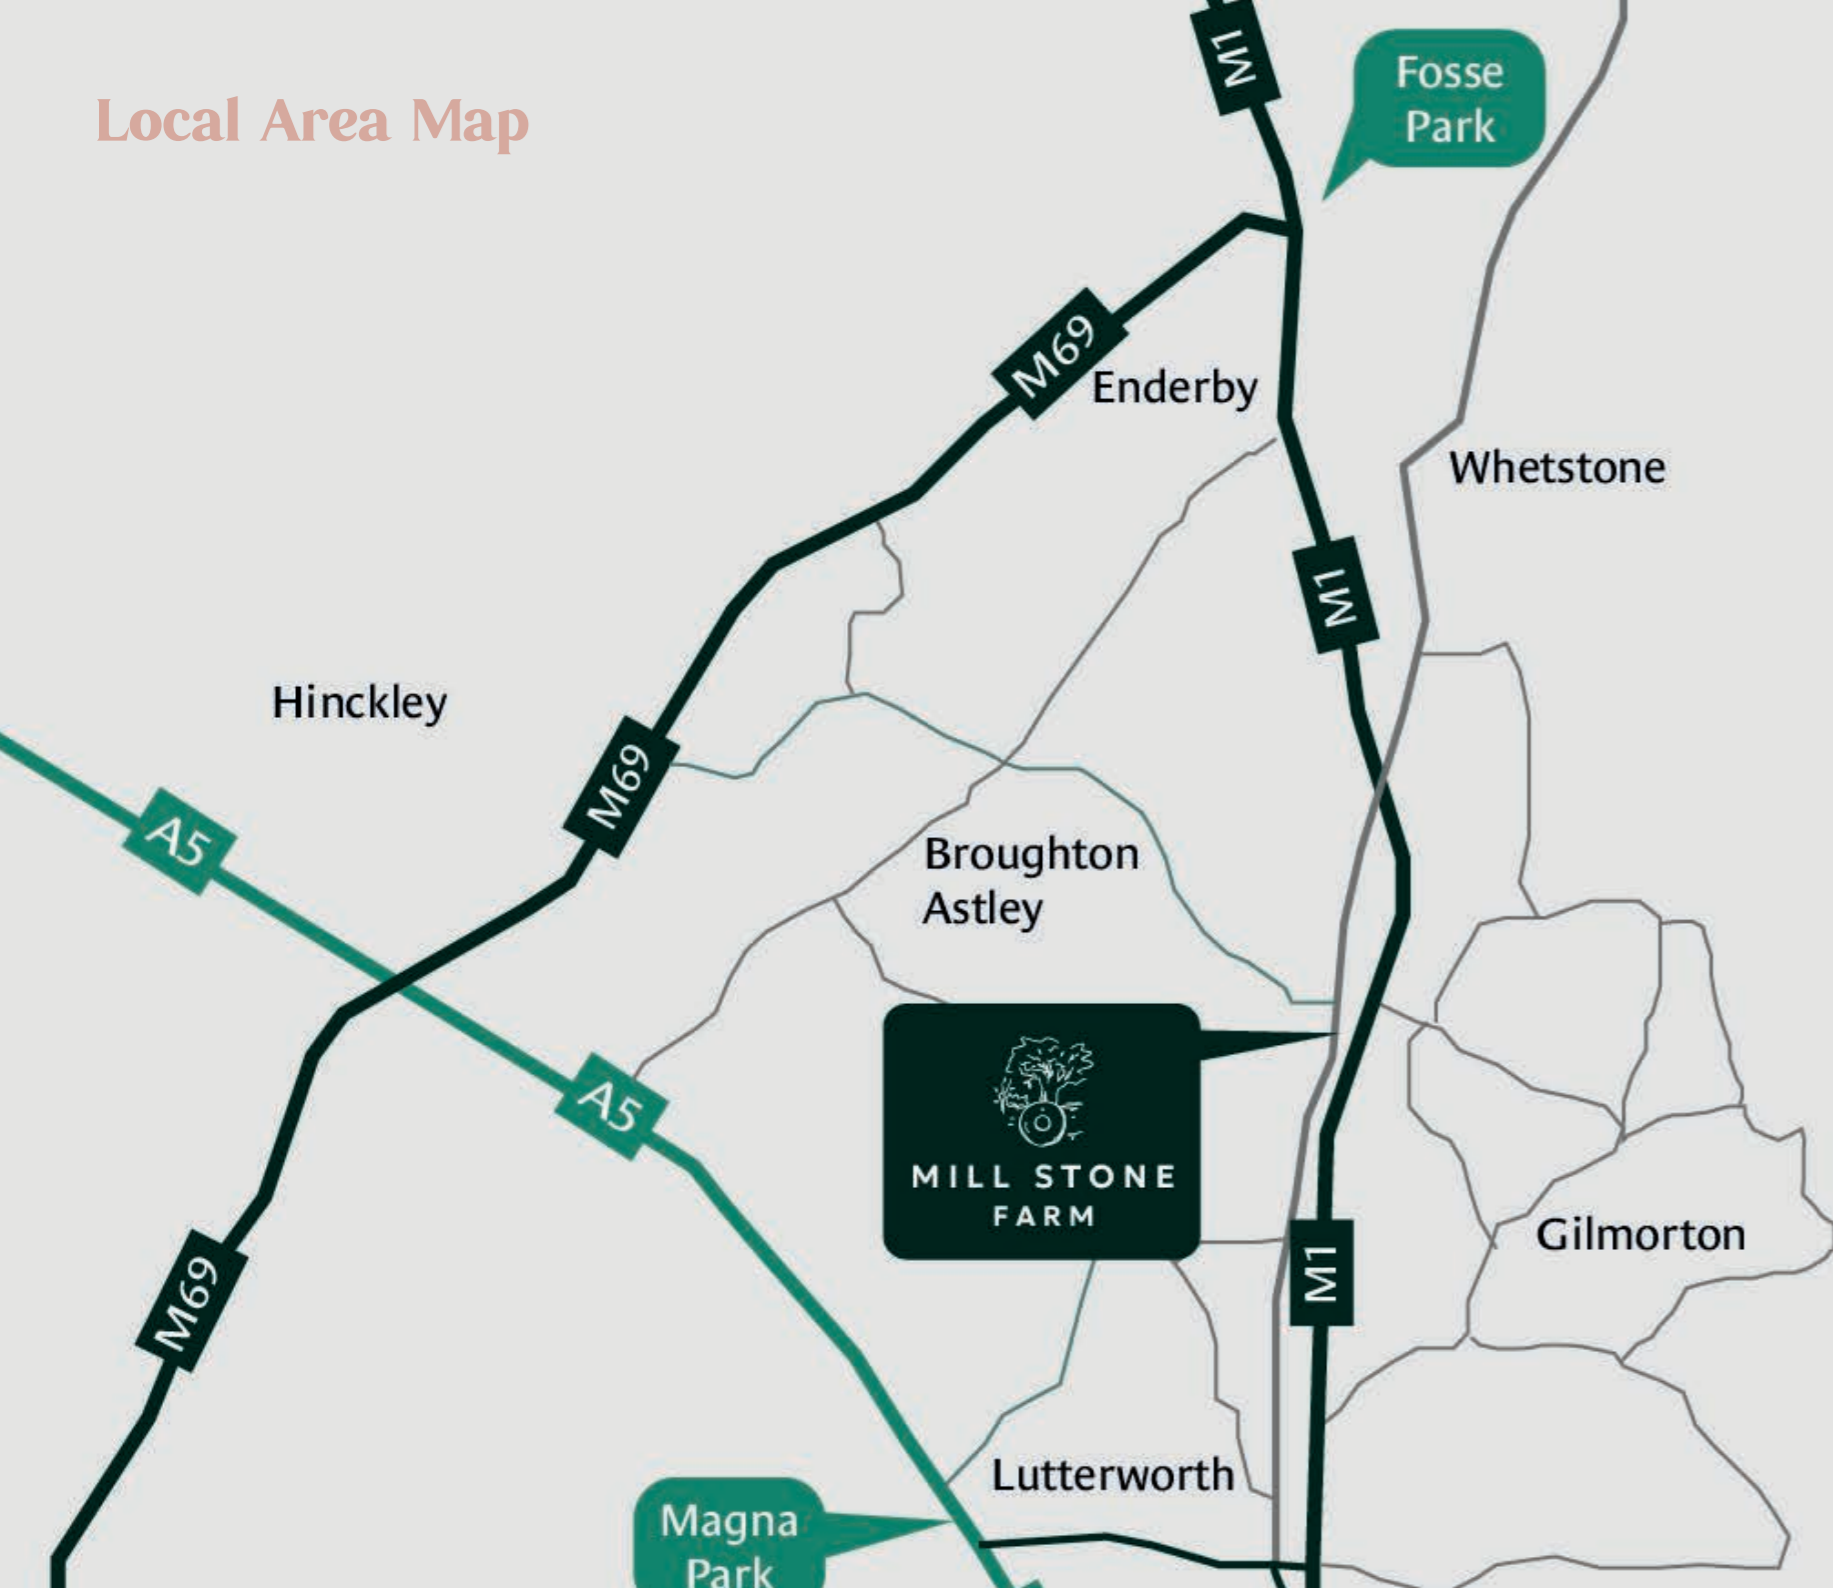 Local Area Map
M1
Fosse
Park
M69
Enderby
Whetstone
M1
Hinckley
M69
A5
Broughton
Astley
A5
MILL STONE
FARM
Gilmorton
M1
M69
Lutterworth
Magna
Park